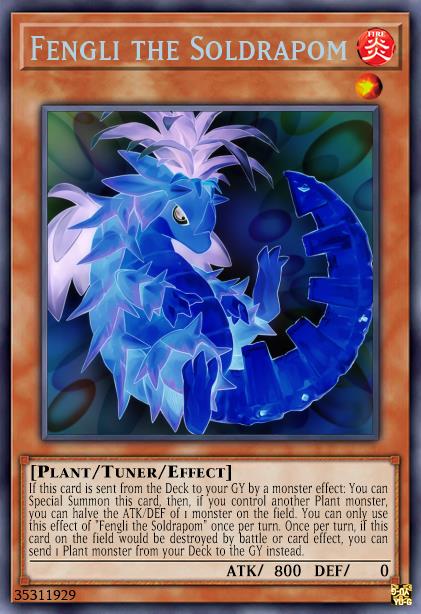 Fengli the Soldrapom
FIRE
炎
[Plant/Tuner/Effect]
If this card is sent from the Deck to your GY by a monster effect: You can
Special Summon this card, then, if you control another Plant monster,
you can halve the ATK/DEF of 1 monster on the field. You can only use
this effect of "Fengli the Soldrapom" once per turn. Once per turn, if this
card on the field would be destroyed by battle or card effect, you can
send 1 Plant monster from your Deck to the GY instead.
ATK/ 800 DEF/ 0
35311929